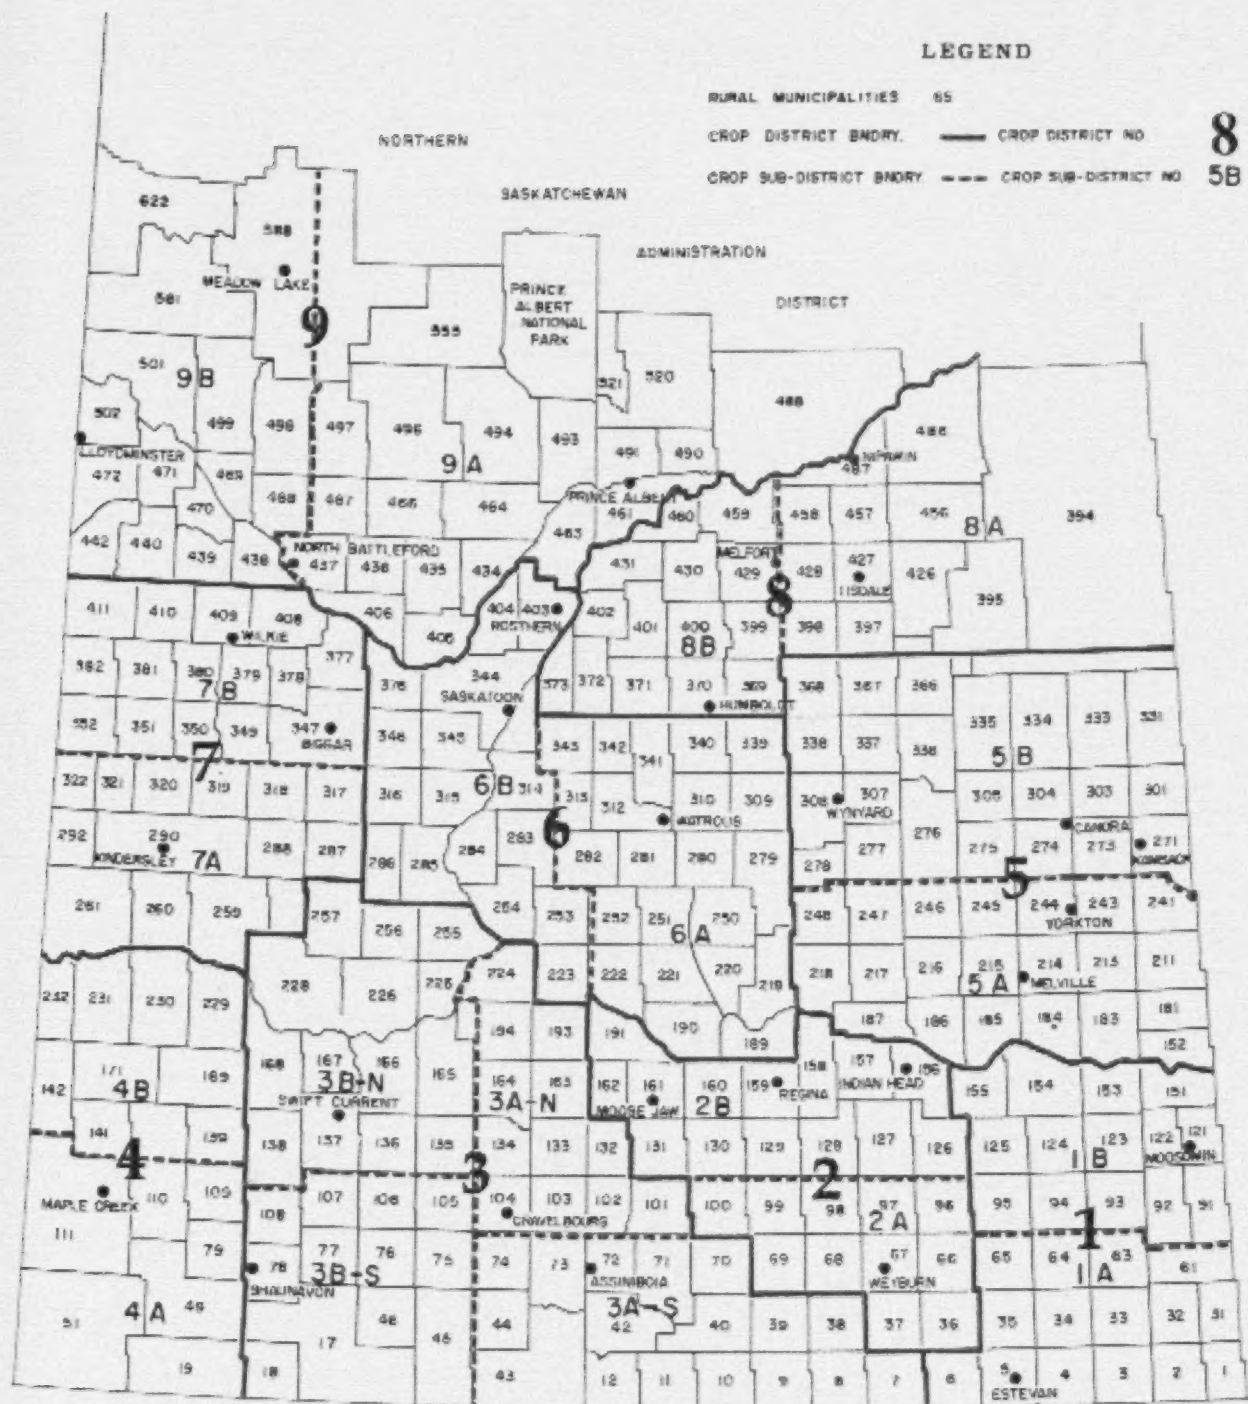 LEGEND
RURAL MUNICIPALITIES 65
CROP DISTRICT BNDRY. CROP DISTRICT NO. 8
CROP SUB-DISTRICT BNDRY. CROP SUB-DISTRICT NO. 5B
NORTHERN
SASKATCHEWAN
ADMINISTRATION
DISTRICT
622
588
MEADOW LAKE
561
9
555
PRINCE
ALBERT
NATIONAL
PARK
521 520
488
486
501
9B
502 499 498 497 496 494 493
9A
491 490
487 NIPAWIN
LLOYDMINSTER
472 471 469
470
468 467 466 464
PRINCE ALBERT
461 460 459 458 457 456
8A
394
463
442 440 439 438
NORTH BATTLEFORD
437 436 435 434
431 430 429
MELFORT
428 427
TISDALE
426
395
8
411 410 409 408
WILKIE
406 405 404 403
ROSTHERN
402 401 400 399 398 397
8B
382 381 380 379 378 377
7B
376 344
SASKATOON
373 372 371 370 369
HUMBOLDT
368 367 366
352 351 350 349 347
BIGGAR
346 345
343 342 341 340 339 338 337 336
335 334 333 331
5B
7
322 321 320 319 318 317
316 315 6B 314 313 312 310 309
WATROUS
308 307
WYNYARD
305 304 303 301
CANORA
292 290 288 287
KINDERSLEY 7A
286 285 284 283
6
282 281 280 279 278 277 276 275 274 273 271
KAMSACK
5
261 260 259 257 256 255 254 253 252 251 250
6A
248 247 246 245 244 243 241
YORKTON
232 231 230 229 228 226 225 224 223 222 221 220 219 218 217 216 215 214 213 211
5A MELVILLE
194 193 191 190 189 187 186 185 184 183 181
152
142 171 169 168 167 166 165 164 163 162 161 160 159 158 157 156 155 154 153 151
4B
3B-N
SWIFT CURRENT
3A-N
MOOSE JAW
2B
REGINA
INDIAN HEAD
141 139 138 137 136 135 134 133 132 131 130 129 128 127 126 125 124 123 122 121
1B
MOOSOMIN
4
3
2
MAPLE CREEK
111 110 109 108 107 106 105 104 103 102 101 100 99 98 97 96 95 94 93 92 91
GRAVELBOURG
2A
1
79 78 77 76 75 74 73 72 71 70 69 68 67 66 65 64 63 61
SHAUNAVON
3B-S
ASSINIBOIA
WEYBURN
1A
4A
3A-S
51 49 46 45 44 42 40 39 38 37 36 35 34 33 32 31
19 18 17 43 12 11 10 9 8 7 6 5 4 3 2 1
ESTEVAN